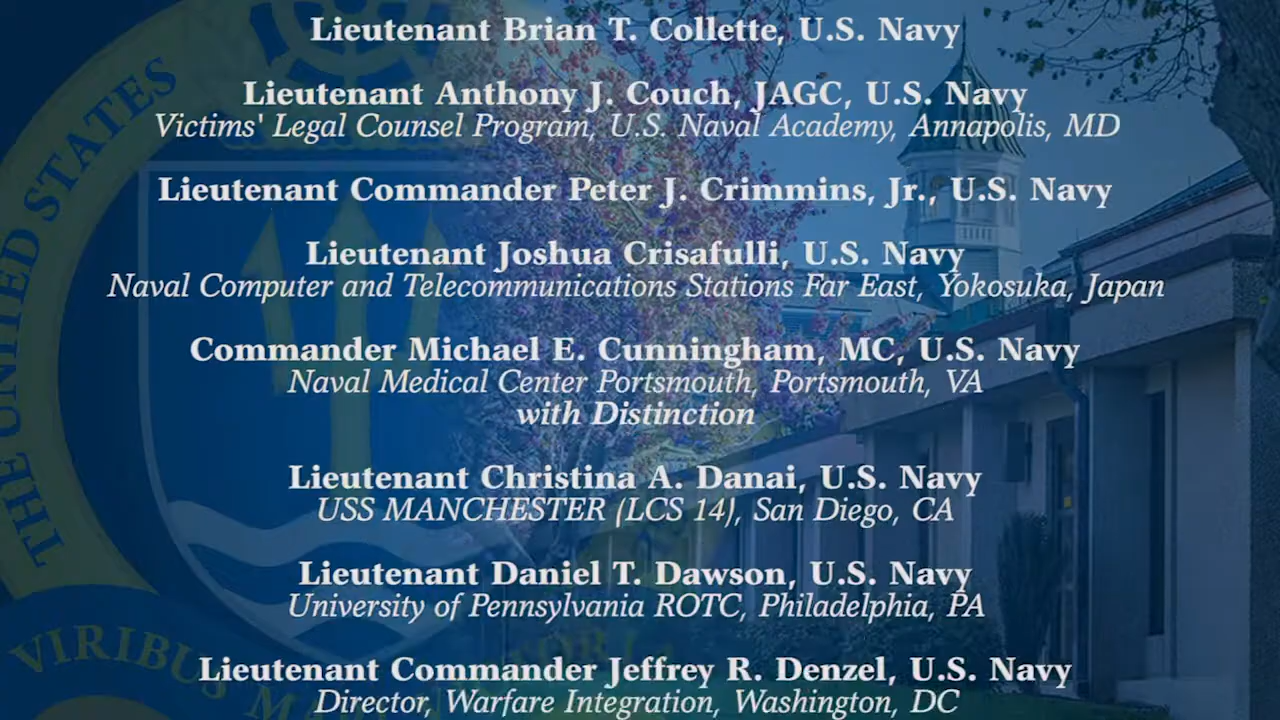 Lieutenant Brian T. Collette, U.S. Navy
Lieutenant Anthony J. Couch, JAGC, U.S. Navy
Victims' Legal Counsel Program, U.S. Naval Academy, Annapolis, MD
Lieutenant Commander Peter J. Crimmins, Jr., U.S. Navy
Lieutenant Joshua Crisafulli, U.S. Navy
Naval Computer and Telecommunications Stations Far East, Yokosuka, Japan
Commander Michael E. Cunningham, MC, U.S. Navy
Naval Medical Center Portsmouth, Portsmouth, VA
with Distinction
Lieutenant Christina A. Danai, U.S. Navy
USS MANCHESTER (LCS 14), San Diego, CA
Lieutenant Daniel T. Dawson, U.S. Navy
University of Pennsylvania ROTC, Philadelphia, PA
Lieutenant Commander Jeffrey R. Denzel, U.S. Navy
Director, Warfare Integration, Washington, DC
THE UNITED STATES
VIRIBUS